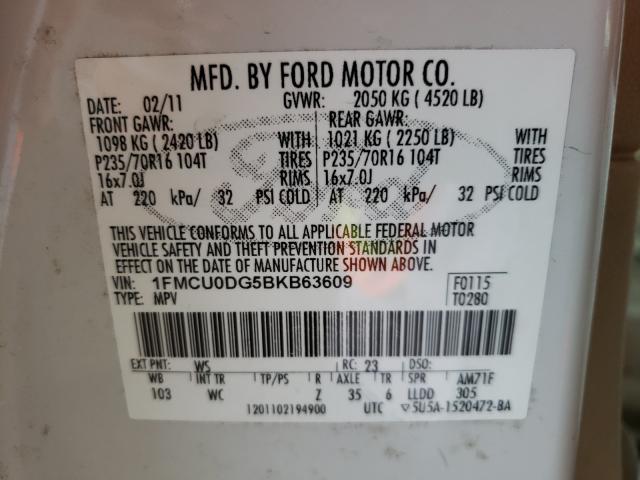 MFD. BY FORD MOTOR CO.
DATE: 02/11 GVWR: 2050 KG ( 4520 LB)
FRONT GAWR: REAR GAWR:
1098 KG ( 2420 LB) WITH 1021 KG ( 2250 LB) WITH
P235/70R16 104T TIRES P235/70R16 104T TIRES
16x7.0J RIMS 16x7.0J RIMS
AT 220 kPa/ 32 PSI COLD AT 220 kPa/ 32 PSI COLD
Ford
THIS VEHICLE CONFORMS TO ALL APPLICABLE FEDERAL MOTOR
VEHICLE SAFETY AND THEFT PREVENTION STANDARDS IN
EFFECT ON THE DATE OF MANUFACTURE SHOWN ABOVE.
VIN: 1FMCU0DG5BKB63609 F0115
TYPE: MPV T0280
EXT PNT: WS RC: 23 DSO:
WB INT TR TP/PS R AXLE TR SPR AM71F
103 WC Z 35 6 LLDD 305
1201102194900 UTC ▽5U5A-1520472-BA